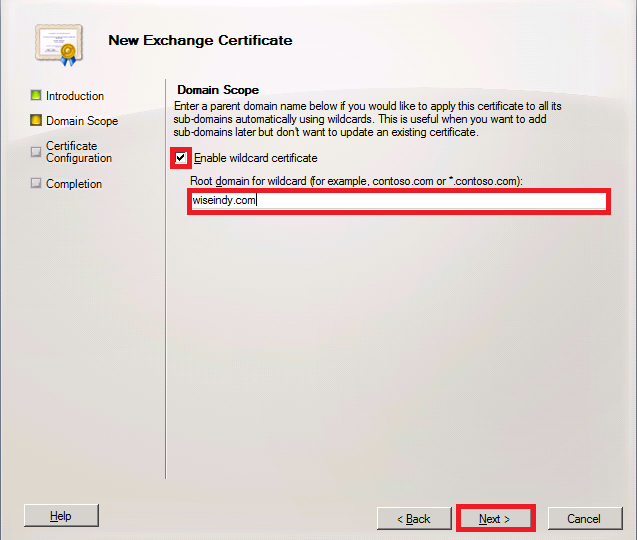 New Exchange Certificate
Introduction
Domain Scope
Certificate
Configuration
Completion
Domain Scope
Enter a parent domain name below if you would like to apply this certificate to all its
sub-domains automatically using wildcards. This is useful when you want to add
sub-domains later but don't want to update an existing certificate.
Enable wildcard certificate
Root domain for wildcard (for example, contoso.com or *.contoso.com):
wiseindy.com
Help
< Back
Next >
Cancel